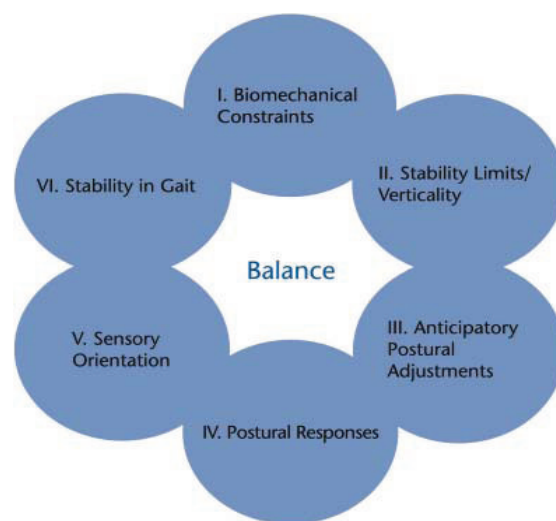 I. Biomechanical
Constraints
II. Stability Limits/
Verticality
III. Anticipatory
Postural
Adjustments
IV. Postural Responses
V. Sensory
Orientation
VI. Stability in Gait
Balance